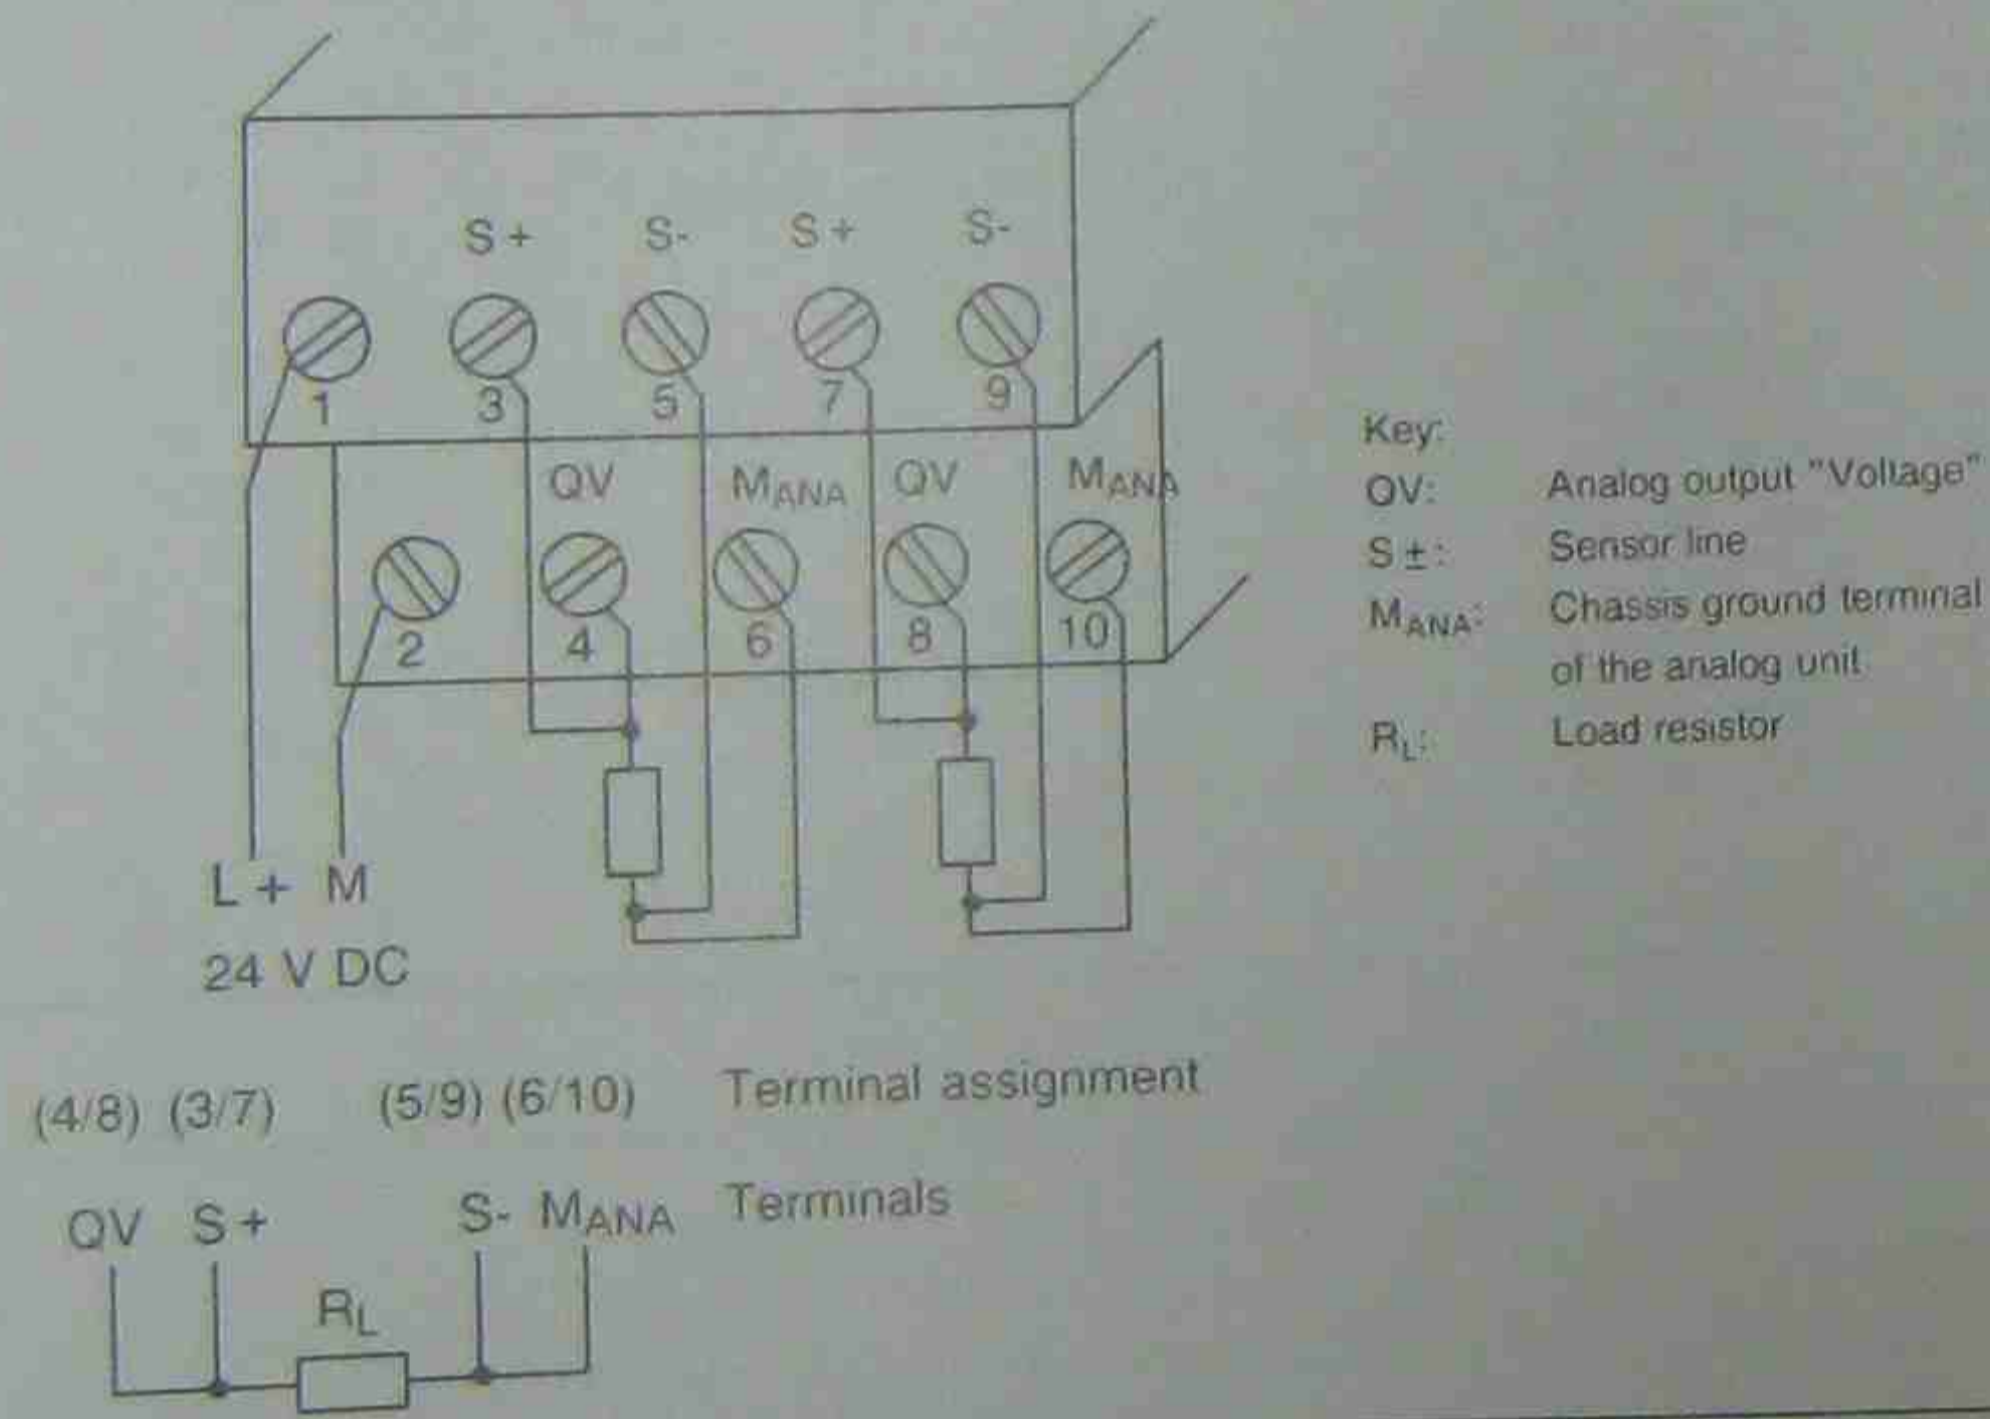 S + S- S + S-
1 3 5 7 9
QV MANA QV MANA
2 4 6 8 10
L + M
24 V DC
Key:
QV: Analog output "Voltage"
S ±: Sensor line
MANA: Chassis ground terminal
of the analog unit
RL: Load resistor
(4/8) (3/7) (5/9) (6/10) Terminal assignment
QV S + S- MANA Terminals
RL